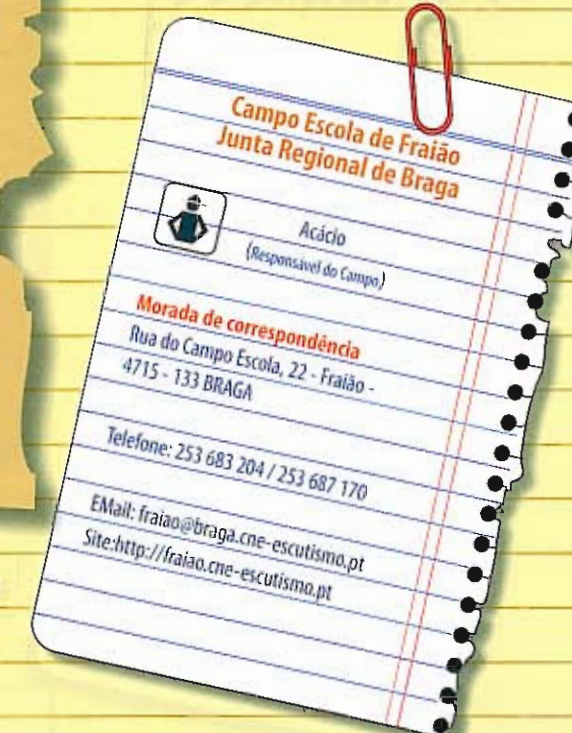 Campo Escola de Fraião
Junta Regional de Braga
Acácio
(Responsável do Campo)
Morada de correspondência
Rua do Campo Escola, 22 - Fraião -
4715 - 133 BRAGA
Telefone: 253 683 204 / 253 687 170
EMail: fraiao@braga.cne-escutismo.pt
Site:http://fraiao.cne-escutismo.pt